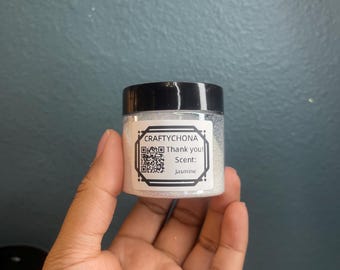 CRAFTYCHONA
Thank you!
Scent:
Jasmine